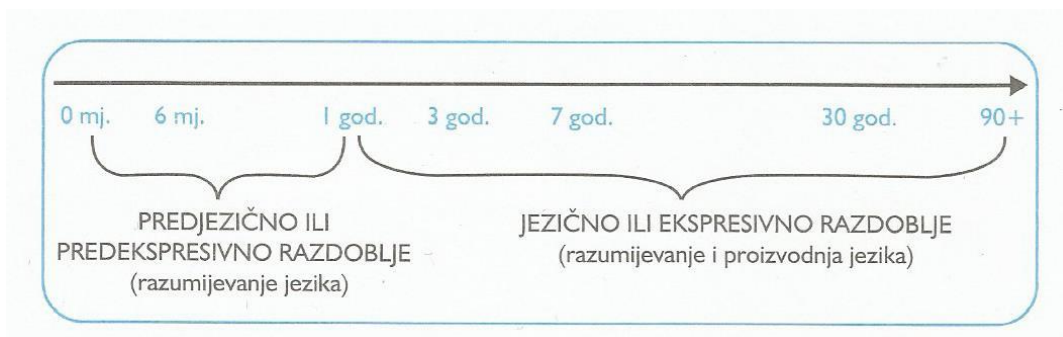 0 mj. 6 mj. 1 god. 3 god. 7 god. 30 god. 90+
PREDJEZIČNO ILI
PREDEKSPRESIVNO RAZDOBLJE
(razumijevanje jezika)
JEZIČNO ILI EKSPRESIVNO RAZDOBLJE
(razumijevanje i proizvodnja jezika)